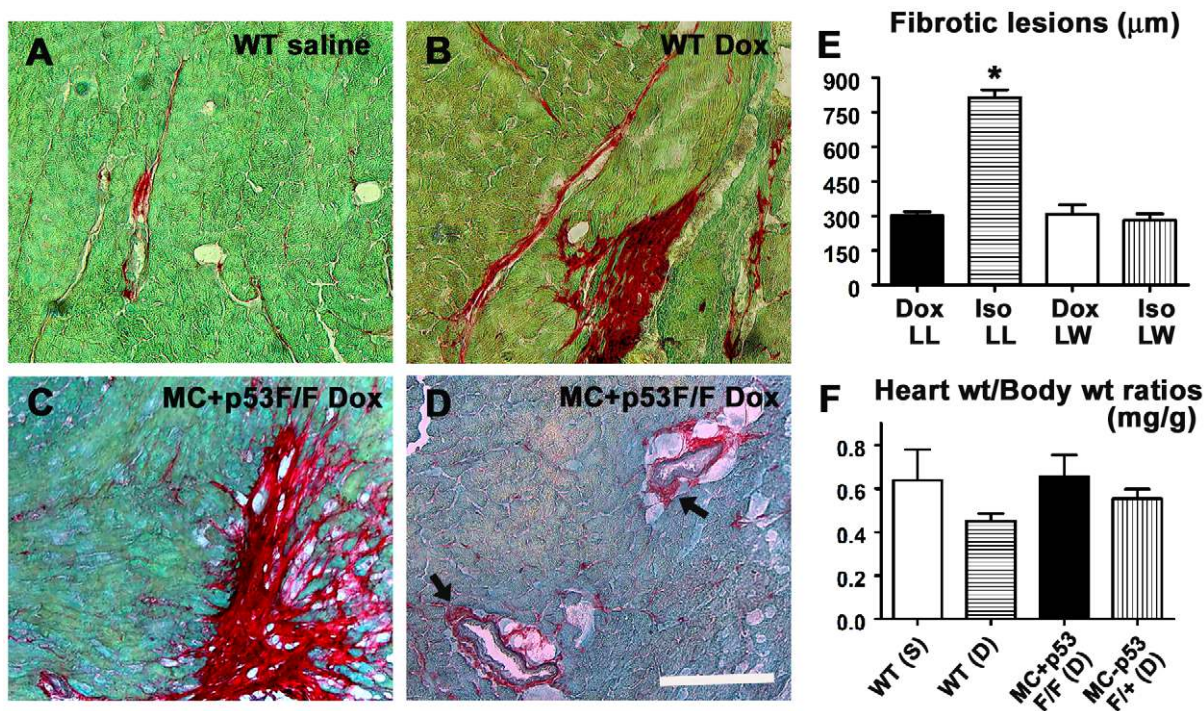 A
WT saline
B
WT Dox
C
MC+p53F/F Dox
D
MC+p53F/F Dox
E
Fibrotic lesions (μm)
900
750
600
450
300
150
0
*
Dox
LL
Iso
LL
Dox
LW
Iso
LW
F
Heart wt/Body wt ratios
(mg/g)
0.8
0.6
0.4
0.2
0.0
WT (S)
WT (D)
MC+p53
F/F (D)
MC-p53
F/+ (D)